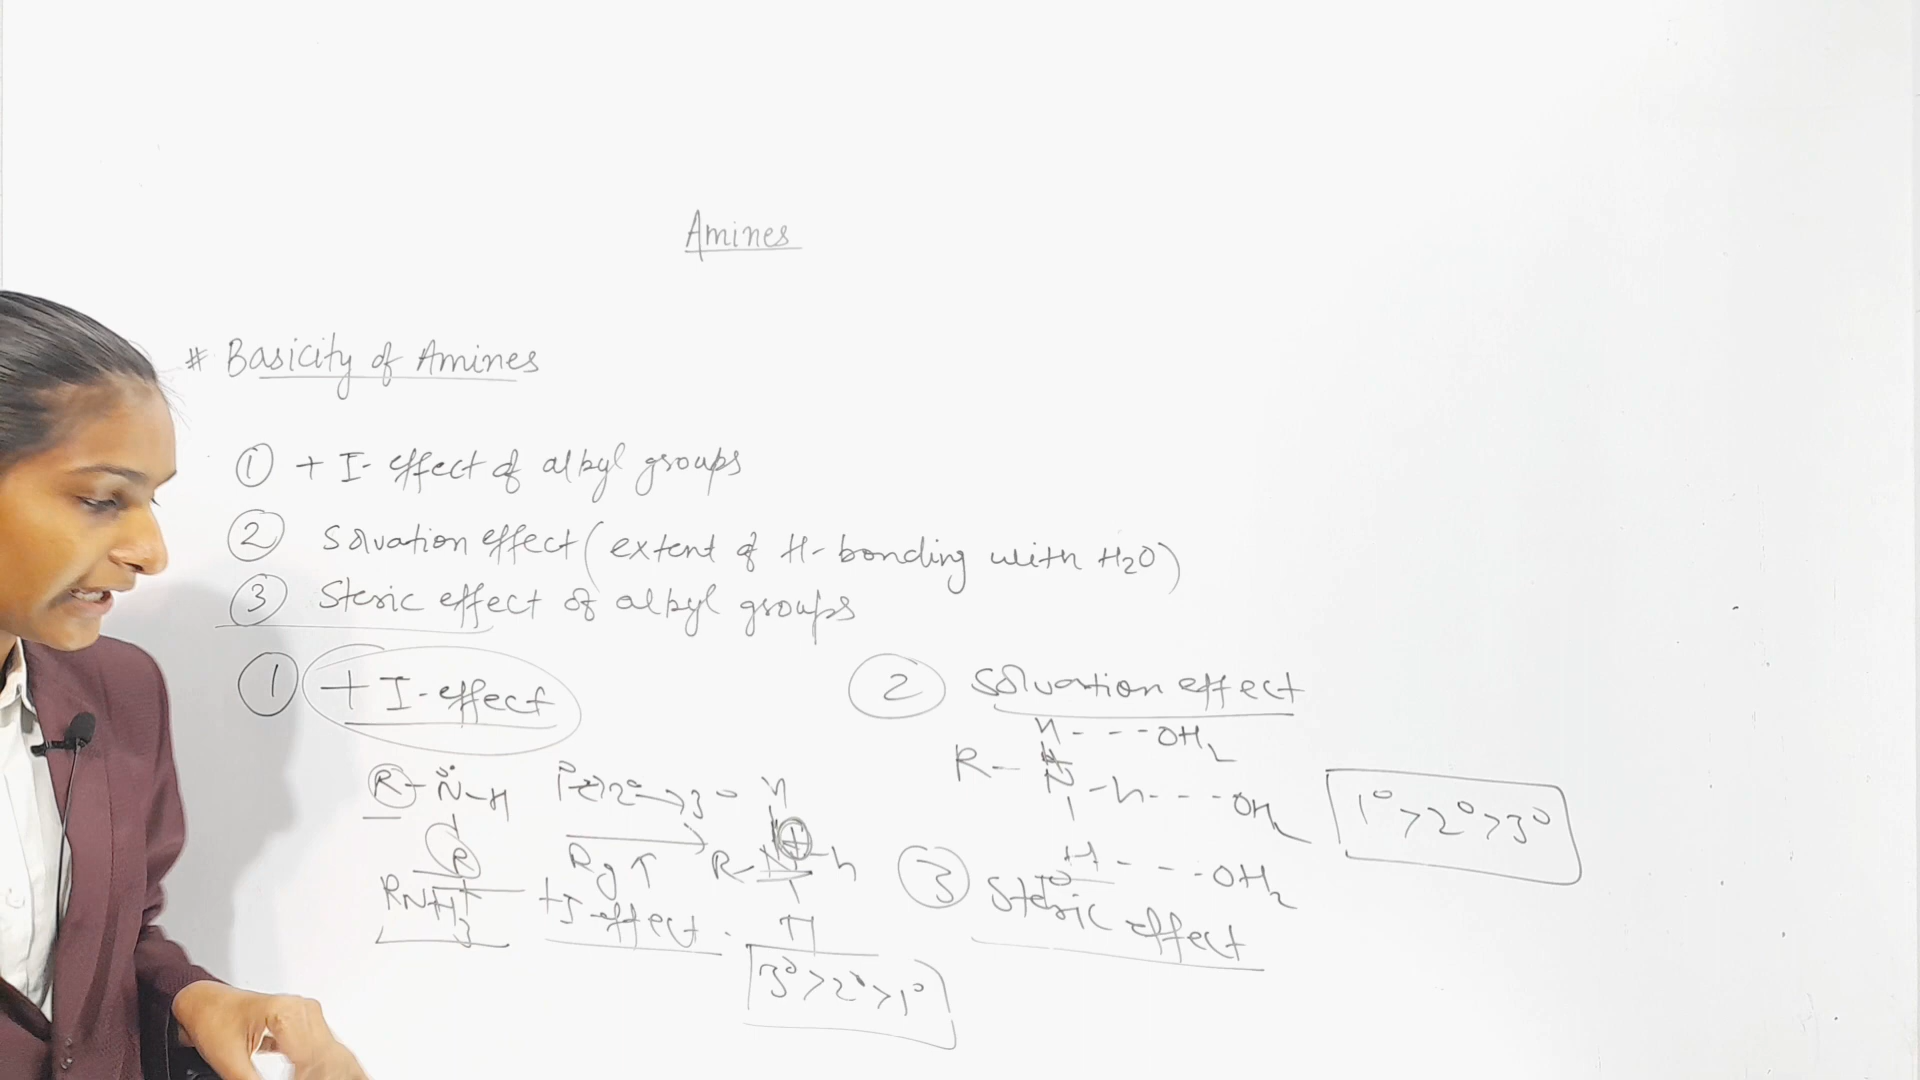 Amines
# Basicity of Amines
① + I- effect of alkyl groups
② Solvation effect (extent of H-bonding with H2O)
③ Steric effect of alkyl groups
① + I-effect
R-N̈-H
R
RNH3+
2° → 3°
R g ↑
+I-effect.
H
R-N-H
H
3°>2°>1°
② Solvation effect
H----OH2
R-N-H----OH2
H----OH2
1°>2°>3°
③ Steric effect